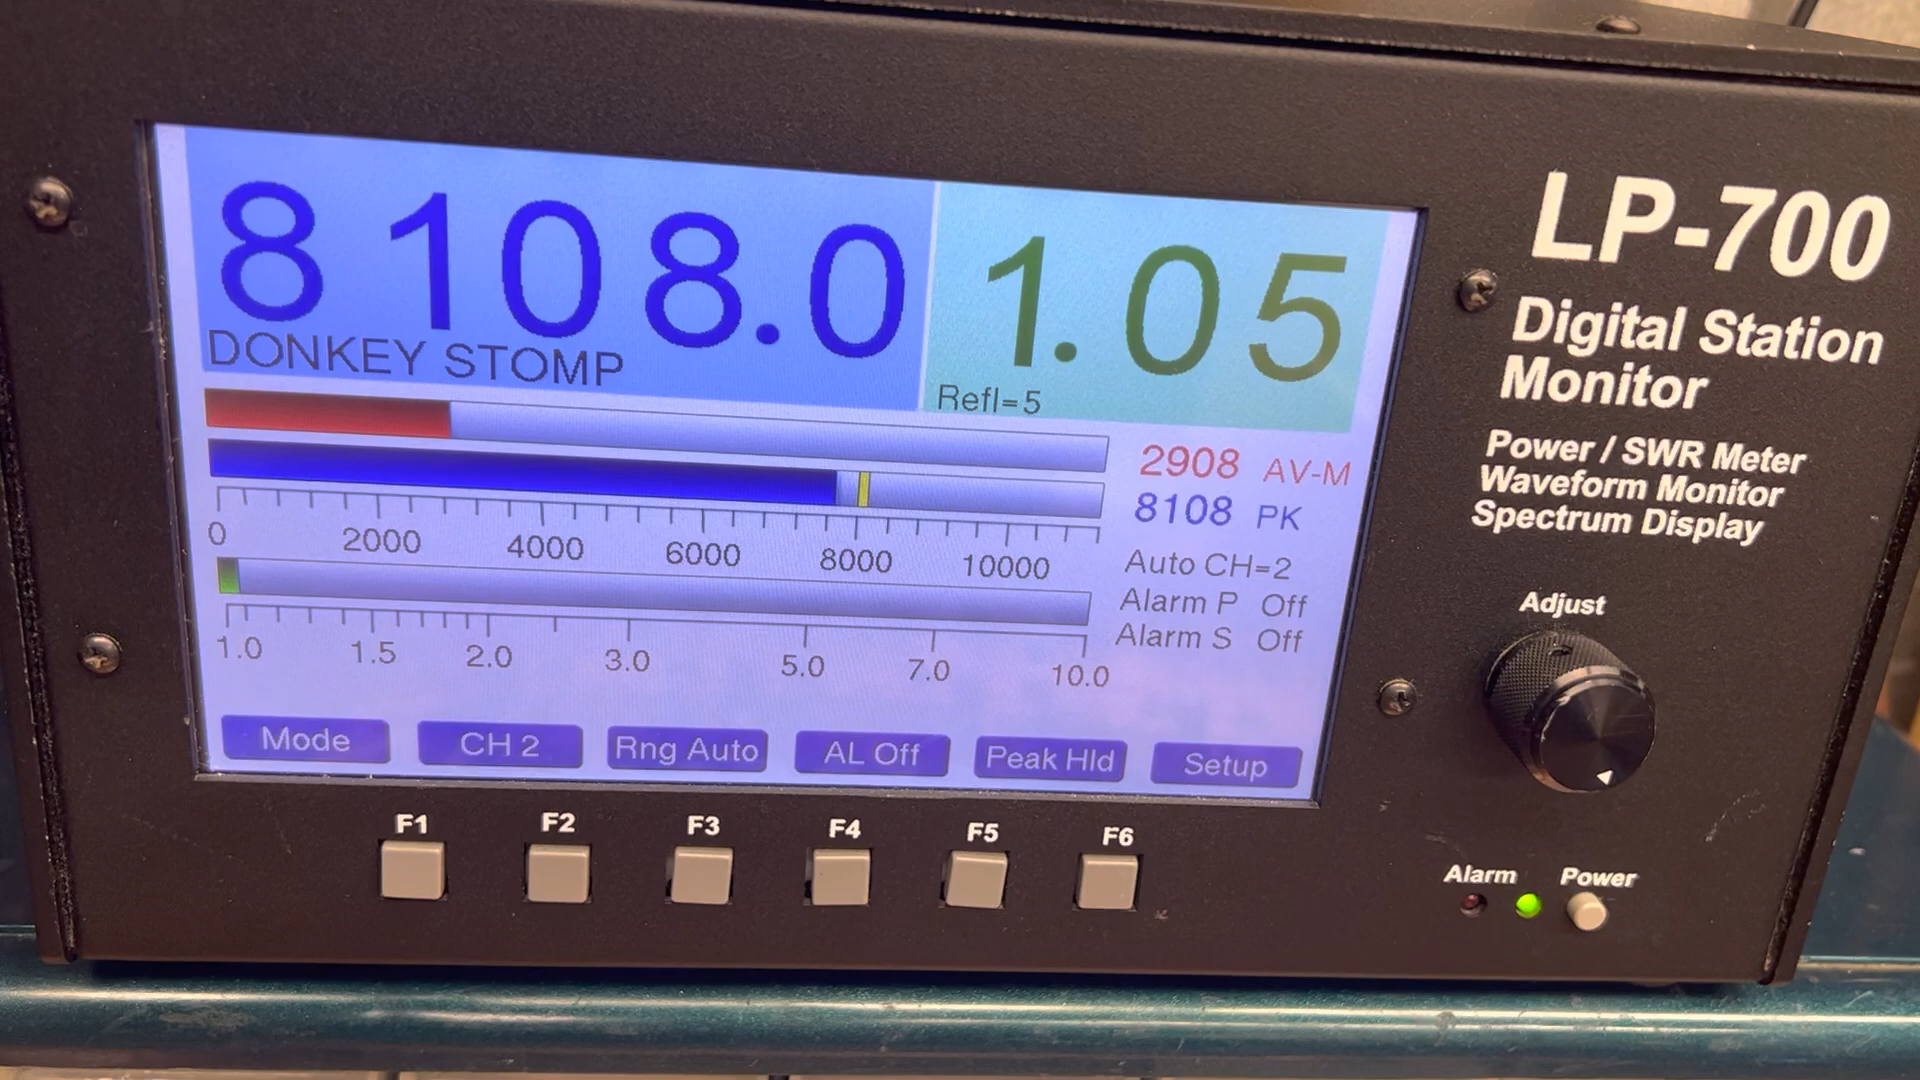 8108.0
1.05
DONKEY STOMP
Refl=5
2908 AV-M
8108 PK
0 2000 4000 6000 8000 10000
Auto CH=2
Alarm P Off
Alarm S Off
1.0 1.5 2.0 3.0 5.0 7.0 10.0
Mode CH 2 Rng Auto AL Off Peak Hld Setup
F1 F2 F3 F4 F5 F6
LP-700
Digital Station
Monitor
Power / SWR Meter
Waveform Monitor
Spectrum Display
Adjust
Alarm Power